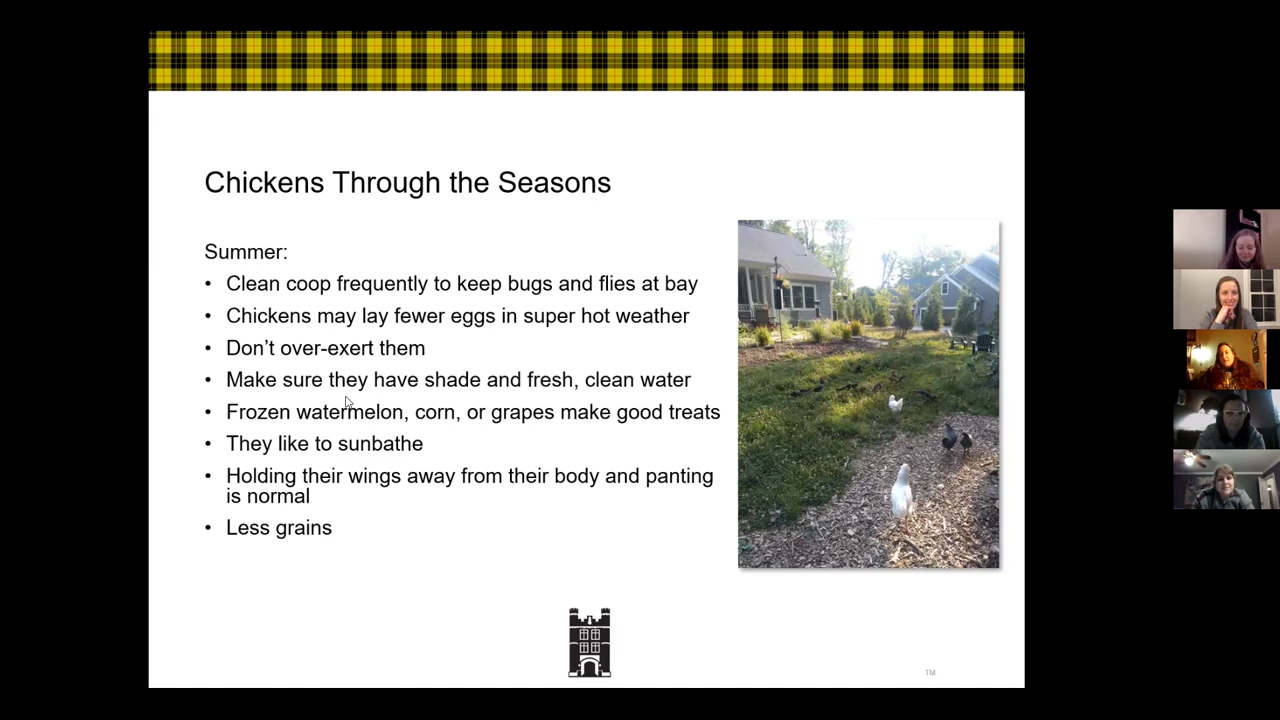 Chickens Through the Seasons
Summer:
• Clean coop frequently to keep bugs and flies at bay
• Chickens may lay fewer eggs in super hot weather
• Don’t over-exert them
• Make sure they have shade and fresh, clean water
• Frozen watermelon, corn, or grapes make good treats
• They like to sunbathe
• Holding their wings away from their body and panting
is normal
• Less grains
TM